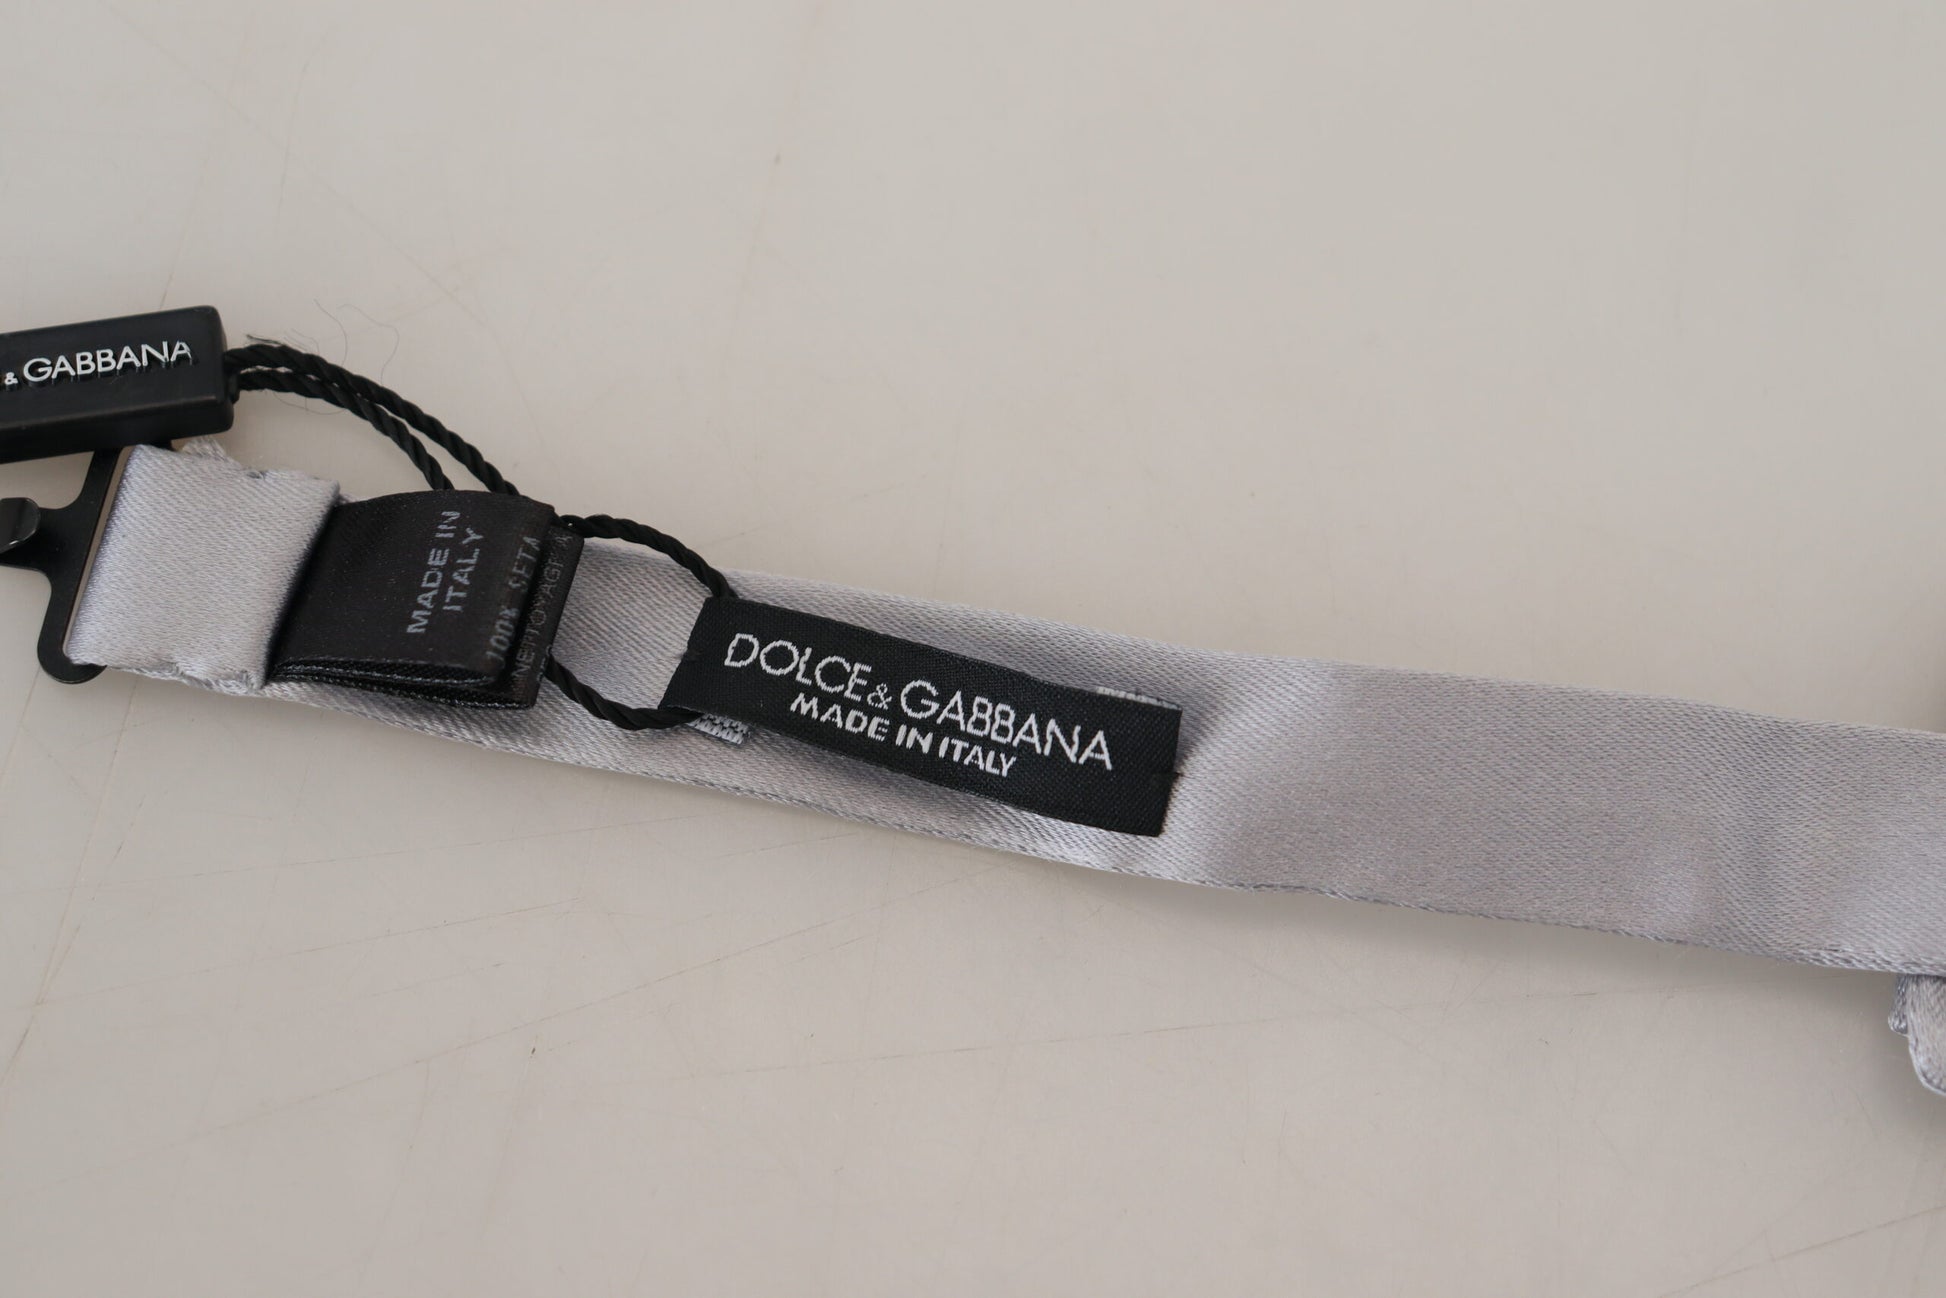 & GABBANA
MADE IN
ITALY
100% SETA
DOLCE & GABBANA
MADE IN ITALY